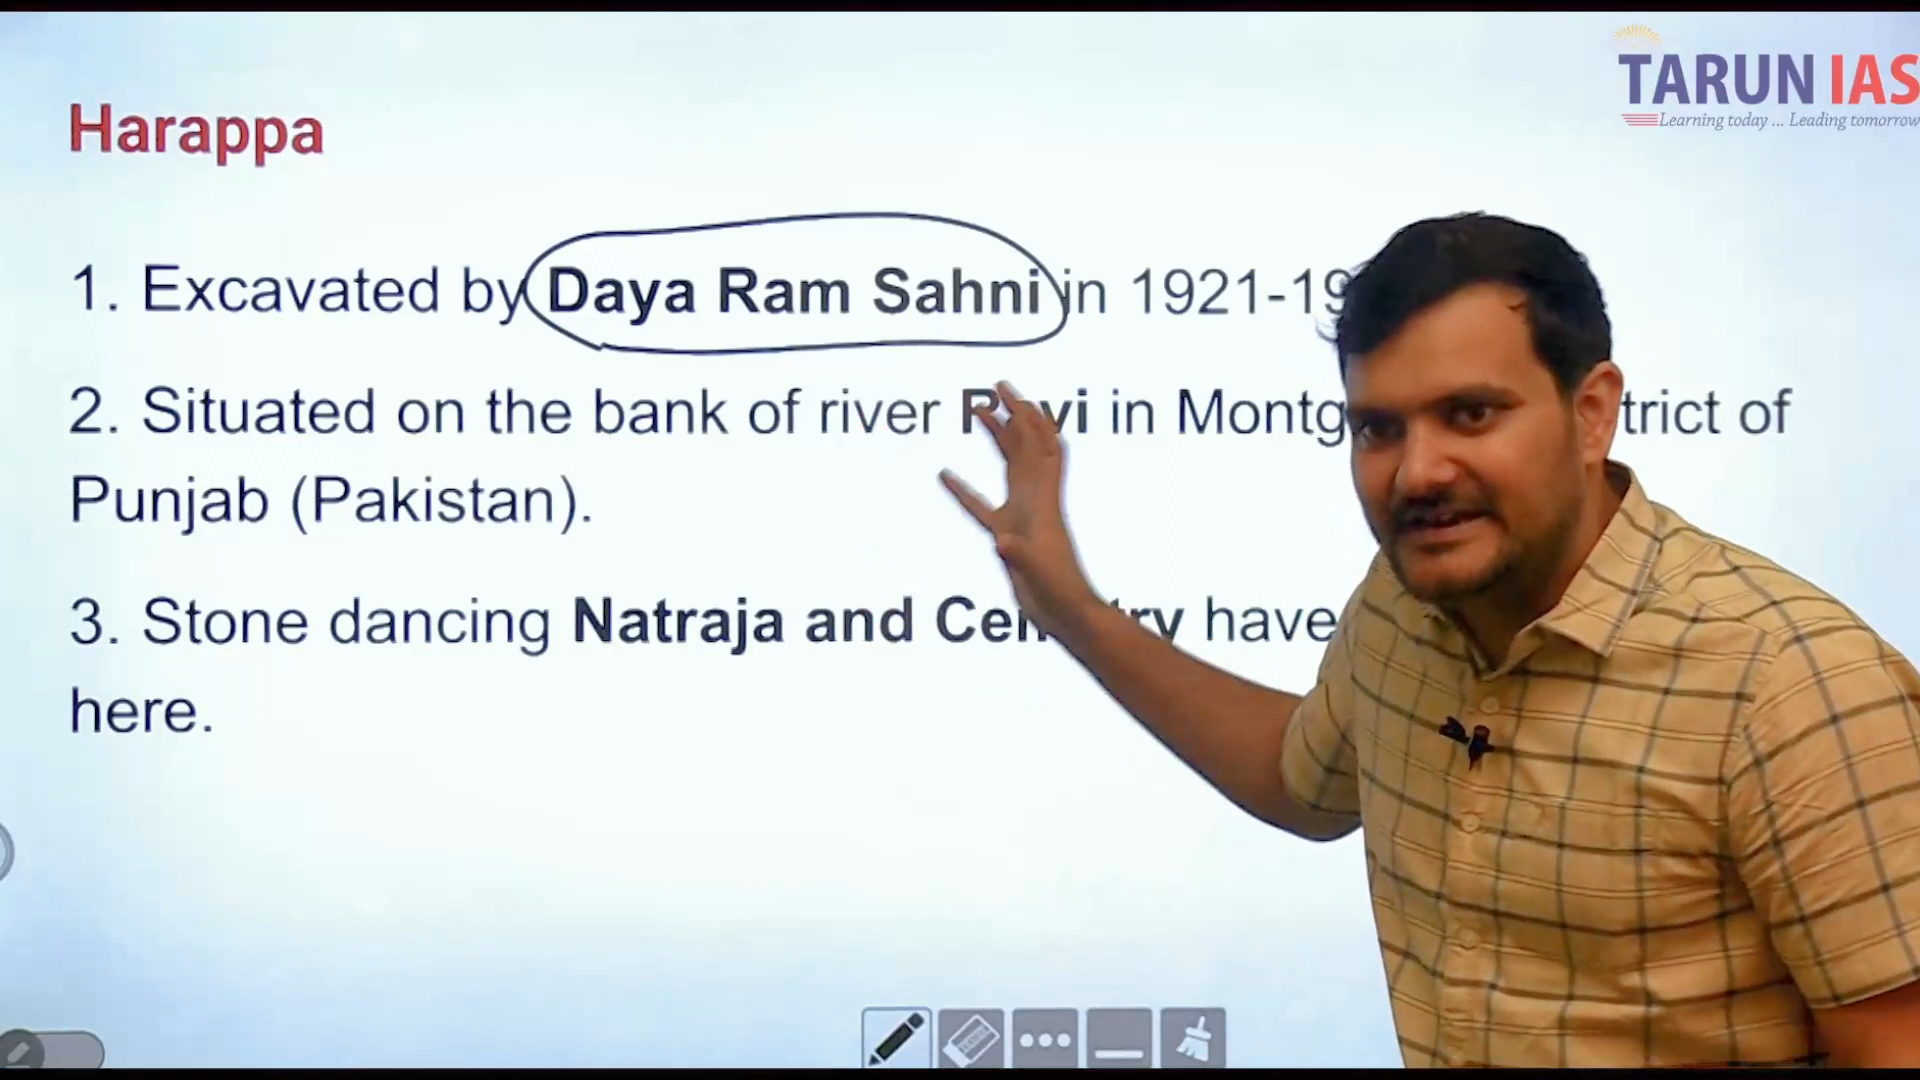 TARUN IAS
Learning today ... Leading tomorrow
Harappa
1. Excavated by Daya Ram Sahni in 1921-19
2. Situated on the bank of river in trict of
Punjab (Pakistan).
3. Stone dancing Natraja and have
here.